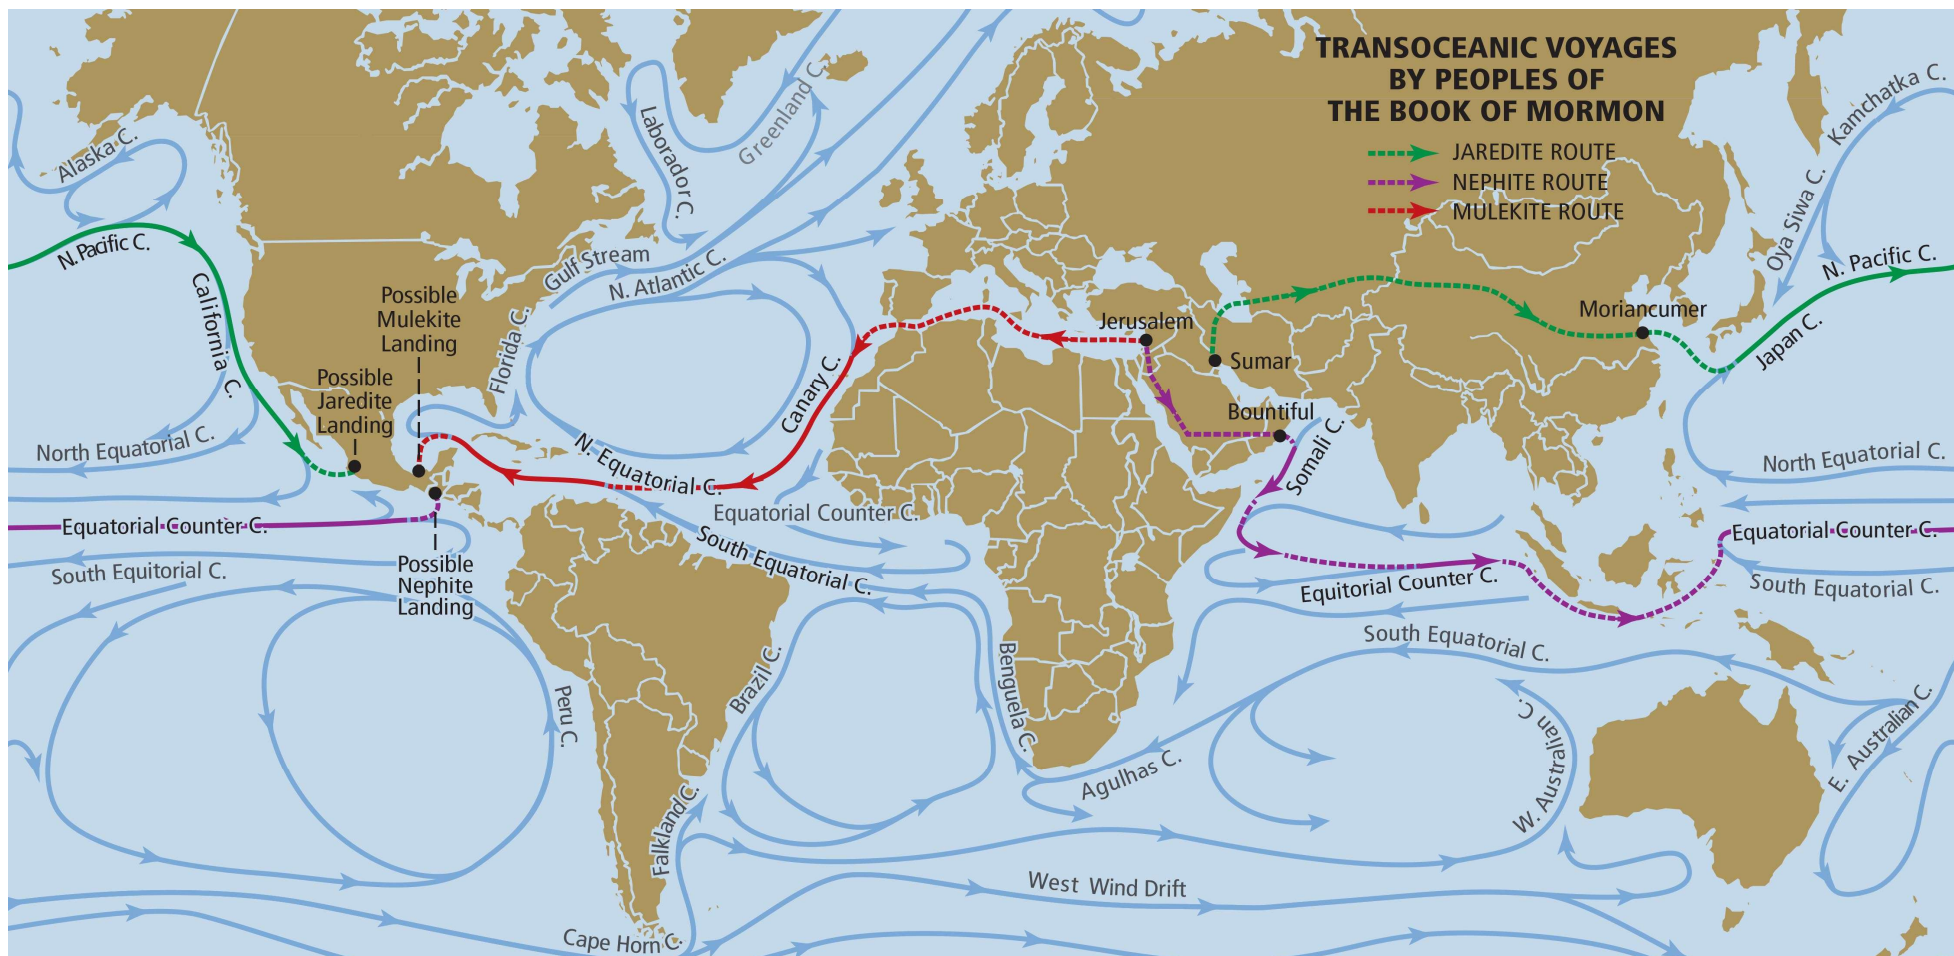 TRANSOCEANIC VOYAGES
BY PEOPLES OF
THE BOOK OF MORMON
JAREDITE ROUTE
NEPHITE ROUTE
MULEKITE ROUTE
Alaska C.
N. Pacific C.
California C.
Possible
Mulekite
Landing
Possible
Jaredite
Landing
North Equatorial C.
Equatorial Counter C.
South Equitorial C.
Possible
Nephite
Landing
Peru C.
Laborador C.
Greenland C.
Gulf Stream
N. Atlantic C.
Florida C.
Canary C.
N. Equatorial C.
Equatorial Counter C.
South Equatorial C.
Brazil C.
Benguela C.
Falkland C.
Cape Horn C.
West Wind Drift
Agulhas C.
Jerusalem
Sumar
Bountiful
Somali C.
Equitorial Counter C.
South Equatorial C.
W. Australian C.
E. Australian C.
Moriancumer
Kamchatka C.
Oya Siwa C.
N. Pacific C.
Japan C.
North Equatorial C.
Equatorial Counter C.
South Equatorial C.